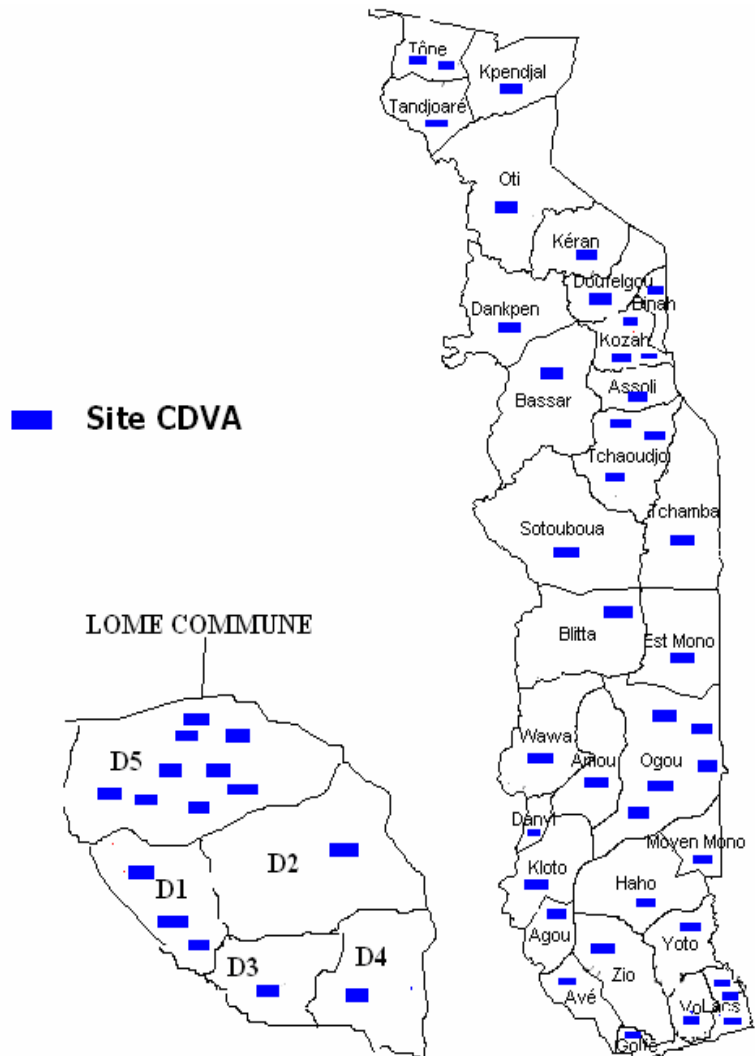 Tône
Kpendjal
Tandjoaré
Oti
Kéran
Doufelgou
Binah
Dankpen
Kozah
Bassar
Assoli
Site CDVA
Tchaoudjo
Tchamba
Sotouboua
LOME COMMUNE
Blitta
Est Mono
Wawa
Amou
Ogou
D5
Danyi
Moyen Mono
D2
Kloto
Haho
D1
Agou
Yoto
D3
D4
Zio
Avé
Vo
Lacs
Golfe